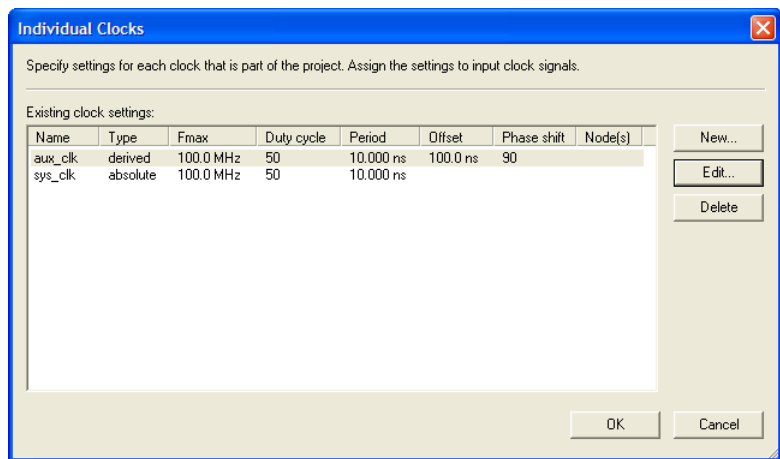 Individual Clocks
Specify settings for each clock that is part of the project. Assign the settings to input clock signals.
Existing clock settings:
Name Type Fmax Duty cycle Period Offset Phase shift Node(s)
aux_clk derived 100.0 MHz 50 10.000 ns 100.0 ns 90
sys_clk absolute 100.0 MHz 50 10.000 ns
New...
Edit...
Delete
OK Cancel